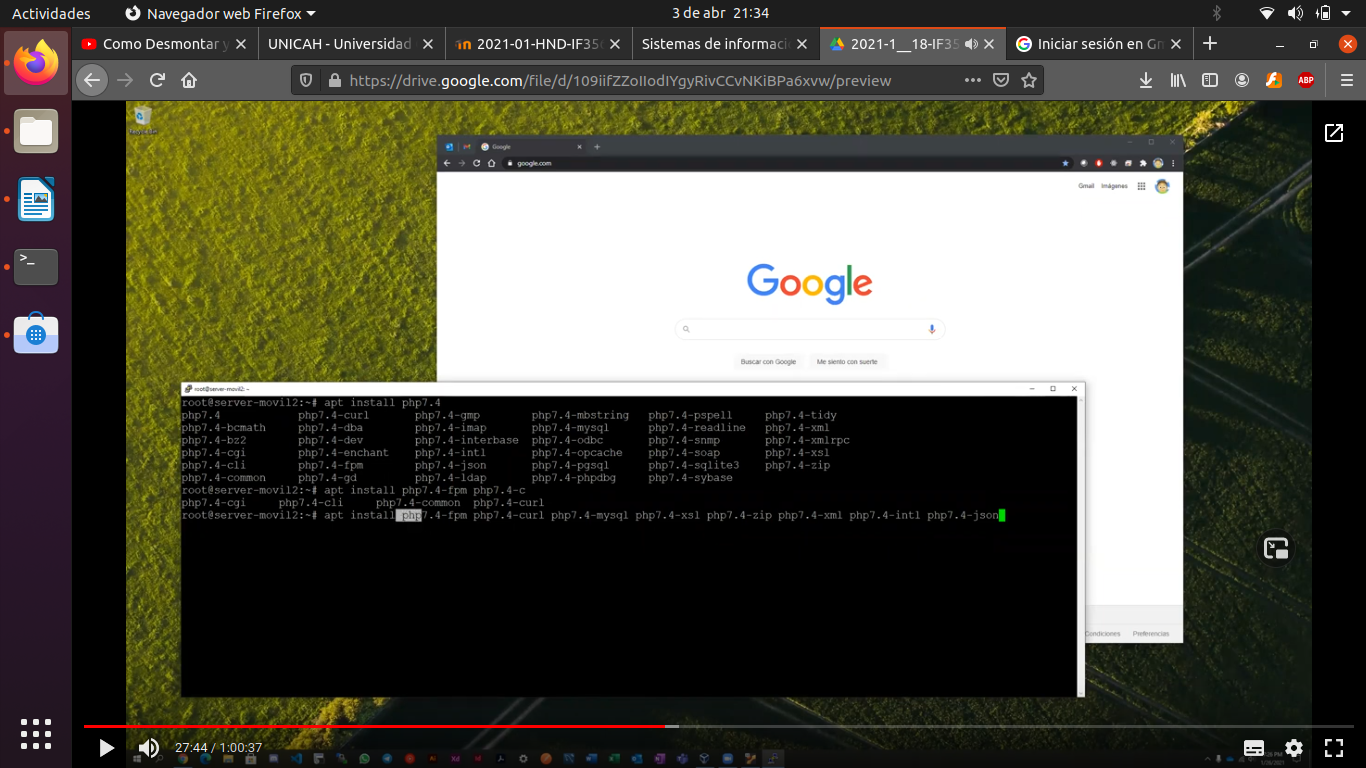 Actividades
Navegador web Firefox
3 de abr 21:34
Como Desmontar y
UNICAH - Universidad
2021-01-HND-IF356
Sistemas de informaci
2021-1__18-IF35
Iniciar sesión en Gm
ABP
Google
google.com
Gmail Imágenes
Google
Buscar con Google Me siento con suerte
root@server-movil2: ~
root@server-movil2:~# apt install php7.4
php7.4 php7.4-curl php7.4-gmp php7.4-mbstring php7.4-pspell php7.4-tidy
php7.4-bcmath php7.4-dba php7.4-imap php7.4-mysql php7.4-readline php7.4-xml
php7.4-bz2 php7.4-dev php7.4-interbase php7.4-odbc php7.4-snmp php7.4-xmlrpc
php7.4-cgi php7.4-enchant php7.4-intl php7.4-opcache php7.4-soap php7.4-xsl
php7.4-cli php7.4-fpm php7.4-json php7.4-pgsql php7.4-sqlite3 php7.4-zip
php7.4-common php7.4-gd php7.4-ldap php7.4-phpdbg php7.4-sybase
root@server-movil2:~# apt install php7.4-fpm php7.4-c
php7.4-cgi php7.4-cli php7.4-common php7.4-curl
root@server-movil2:~# apt install php7.4-fpm php7.4-curl php7.4-mysql php7.4-xsl php7.4-zip php7.4-xml php7.4-intl php7.4-json
Condiciones Preferencias
27:44 / 1:00:37